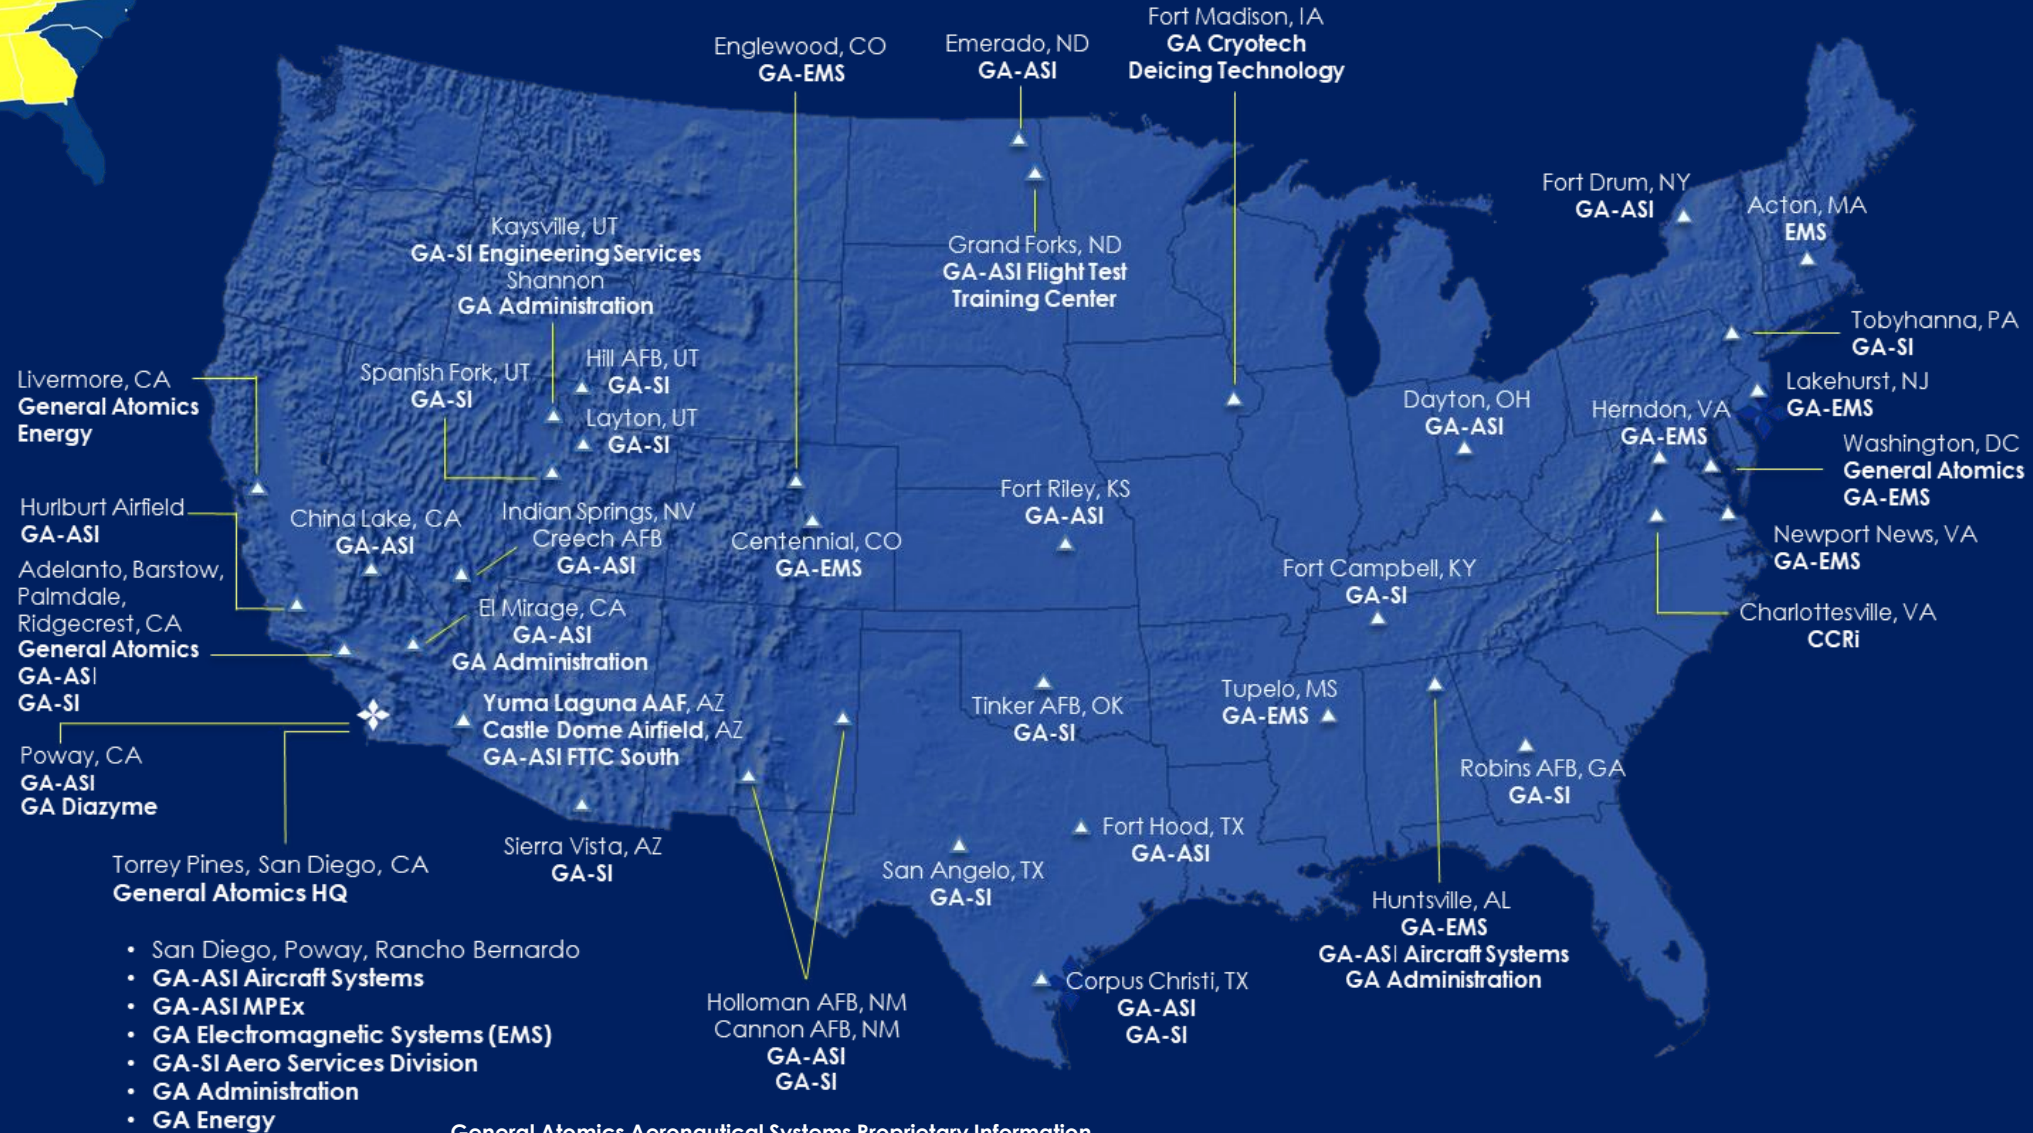 Fort Madison, IA
GA Cryotech
Deicing Technology
Englewood, CO
GA-EMS
Emerado, ND
GA-ASI
Fort Drum, NY
GA-ASI
Acton, MA
EMS
Kaysville, UT
GA-SI Engineering Services
Shannon
GA Administration
Grand Forks, ND
GA-ASI Flight Test
Training Center
Tobyhanna, PA
GA-SI
Livermore, CA
General Atomics
Energy
Spanish Fork, UT
GA-SI
Hill AFB, UT
GA-SI
Layton, UT
GA-SI
Dayton, OH
GA-ASI
Herndon, VA
GA-EMS
Lakehurst, NJ
GA-EMS
Washington, DC
General Atomics
GA-EMS
Hurlburt Airfield
GA-ASI
China Lake, CA
GA-ASI
Indian Springs, NV
Creech AFB
GA-ASI
Centennial, CO
GA-EMS
Fort Riley, KS
GA-ASI
Newport News, VA
GA-EMS
Adelanto, Barstow,
Palmdale,
Ridgecrest, CA
General Atomics
GA-ASI
GA-SI
El Mirage, CA
GA-ASI
GA Administration
Fort Campbell, KY
GA-SI
Charlottesville, VA
CCRi
Yuma Laguna AAF, AZ
Castle Dome Airfield, AZ
GA-ASI FTTC South
Tinker AFB, OK
GA-SI
Tupelo, MS
GA-EMS
Robins AFB, GA
GA-SI
Poway, CA
GA-ASI
GA Diazyme
Sierra Vista, AZ
GA-SI
San Angelo, TX
GA-SI
Fort Hood, TX
GA-ASI
Torrey Pines, San Diego, CA
General Atomics HQ
Huntsville, AL
GA-EMS
GA-ASI Aircraft Systems
GA Administration
• San Diego, Poway, Rancho Bernardo
• GA-ASI Aircraft Systems
• GA-ASI MPEx
• GA Electromagnetic Systems (EMS)
• GA-SI Aero Services Division
• GA Administration
• GA Energy
Holloman AFB, NM
Cannon AFB, NM
GA-ASI
GA-SI
Corpus Christi, TX
GA-ASI
GA-SI
General Atomics Aeronautical Systems Proprietary Information